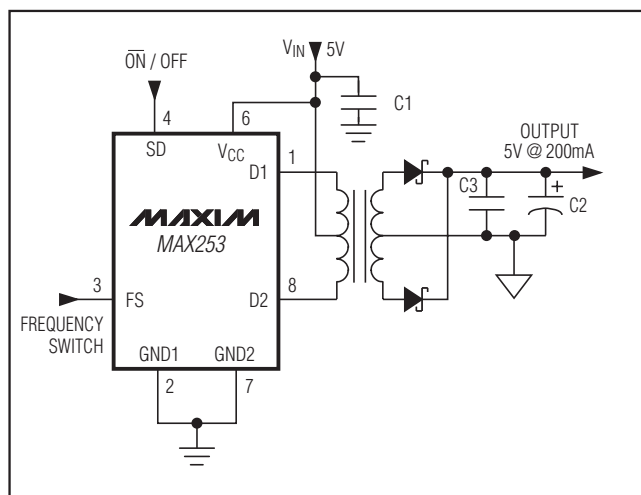 VIN 5V
ON / OFF
4
6
C1
SD
VCC
OUTPUT
5V @ 200mA
D1
1
C3
C2
+
MAXIM
MAX253
3
FS
D2
8
FREQUENCY
SWITCH
GND1
GND2
2
7